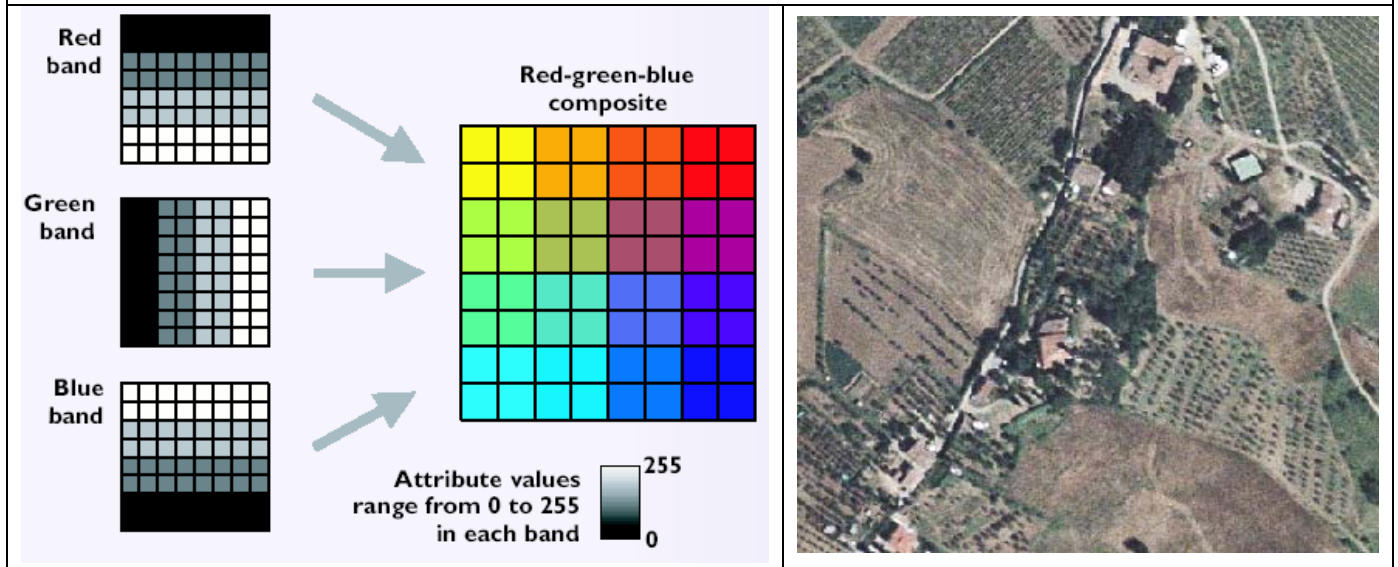 Red
band
Red-green-blue
composite
Green
band
Blue
band
Attribute values
range from 0 to 255
in each band
255
0